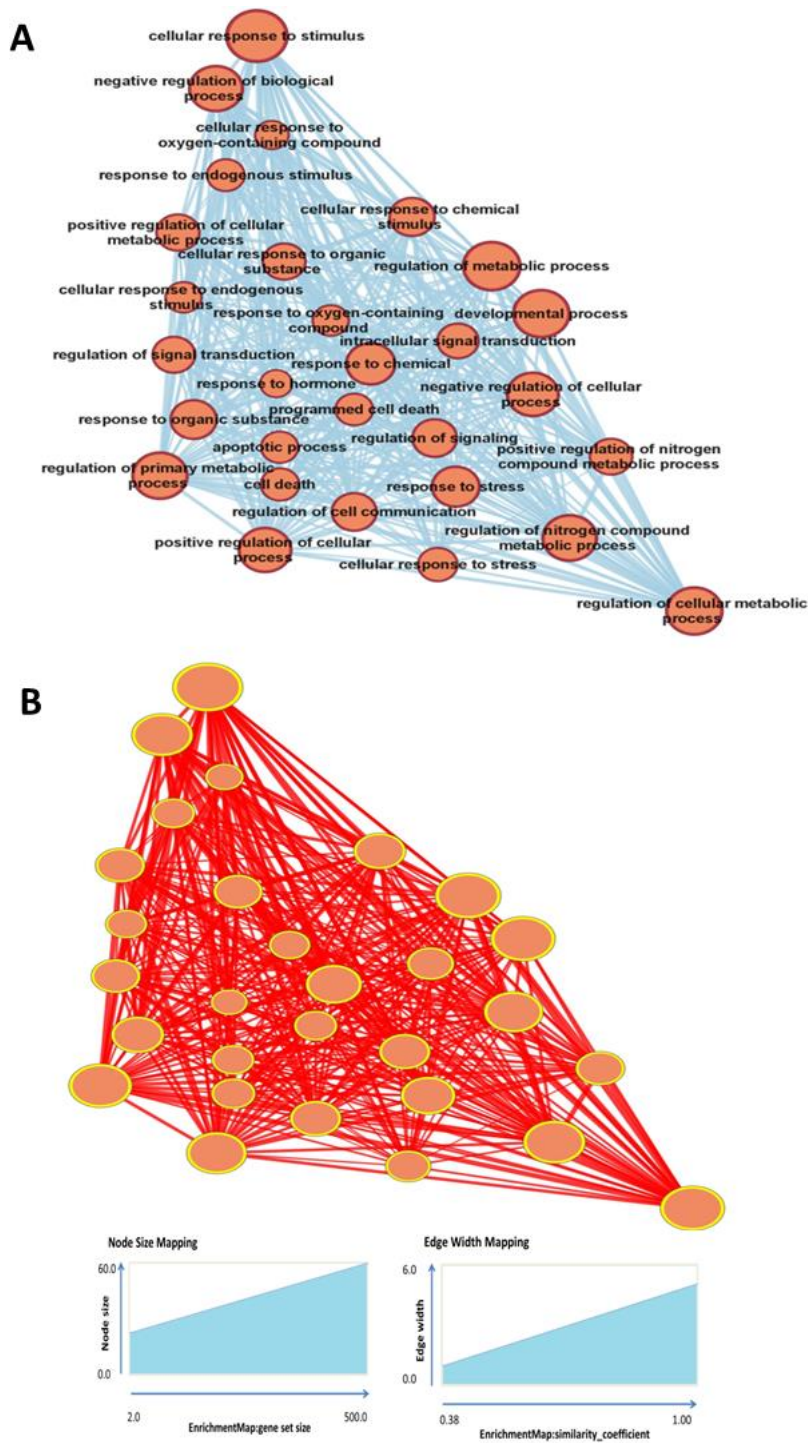 A
cellular response to stimulus
negative regulation of biological
process
cellular response to
oxygen-containing compound
response to endogenous stimulus
cellular response to chemical
stimulus
positive regulation of cellular
metabolic process
cellular response to organic
substance
regulation of metabolic process
cellular response to endogenous
stimulus
response to oxygen-containing
compound
developmental process
intracellular signal transduction
regulation of signal transduction
response to chemical
response to hormone
negative regulation of cellular
process
programmed cell death
response to organic substance
regulation of signaling
apoptotic process
positive regulation of nitrogen
compound metabolic process
regulation of primary metabolic
process
cell death
response to stress
regulation of cell communication
regulation of nitrogen compound
metabolic process
positive regulation of cellular
process
cellular response to stress
regulation of cellular metabolic
process
B
Node Size Mapping
60.0
Node size
0.0
2.0
500.0
EnrichmentMap:gene set size
Edge Width Mapping
6.0
Edge width
0.0
0.38
1.00
EnrichmentMap:similarity_coefficient